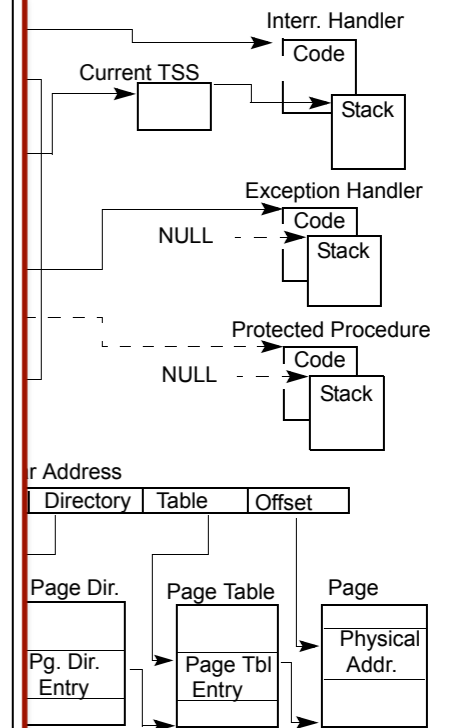 Interr. Handler
Code
Current TSS
Stack
Exception Handler
Code
NULL
Stack
Protected Procedure
Code
NULL
Stack
r Address
Directory Table Offset
Page Dir. Page Table Page
Physical
Addr.
Pg. Dir.
Entry
Page Tbl
Entry